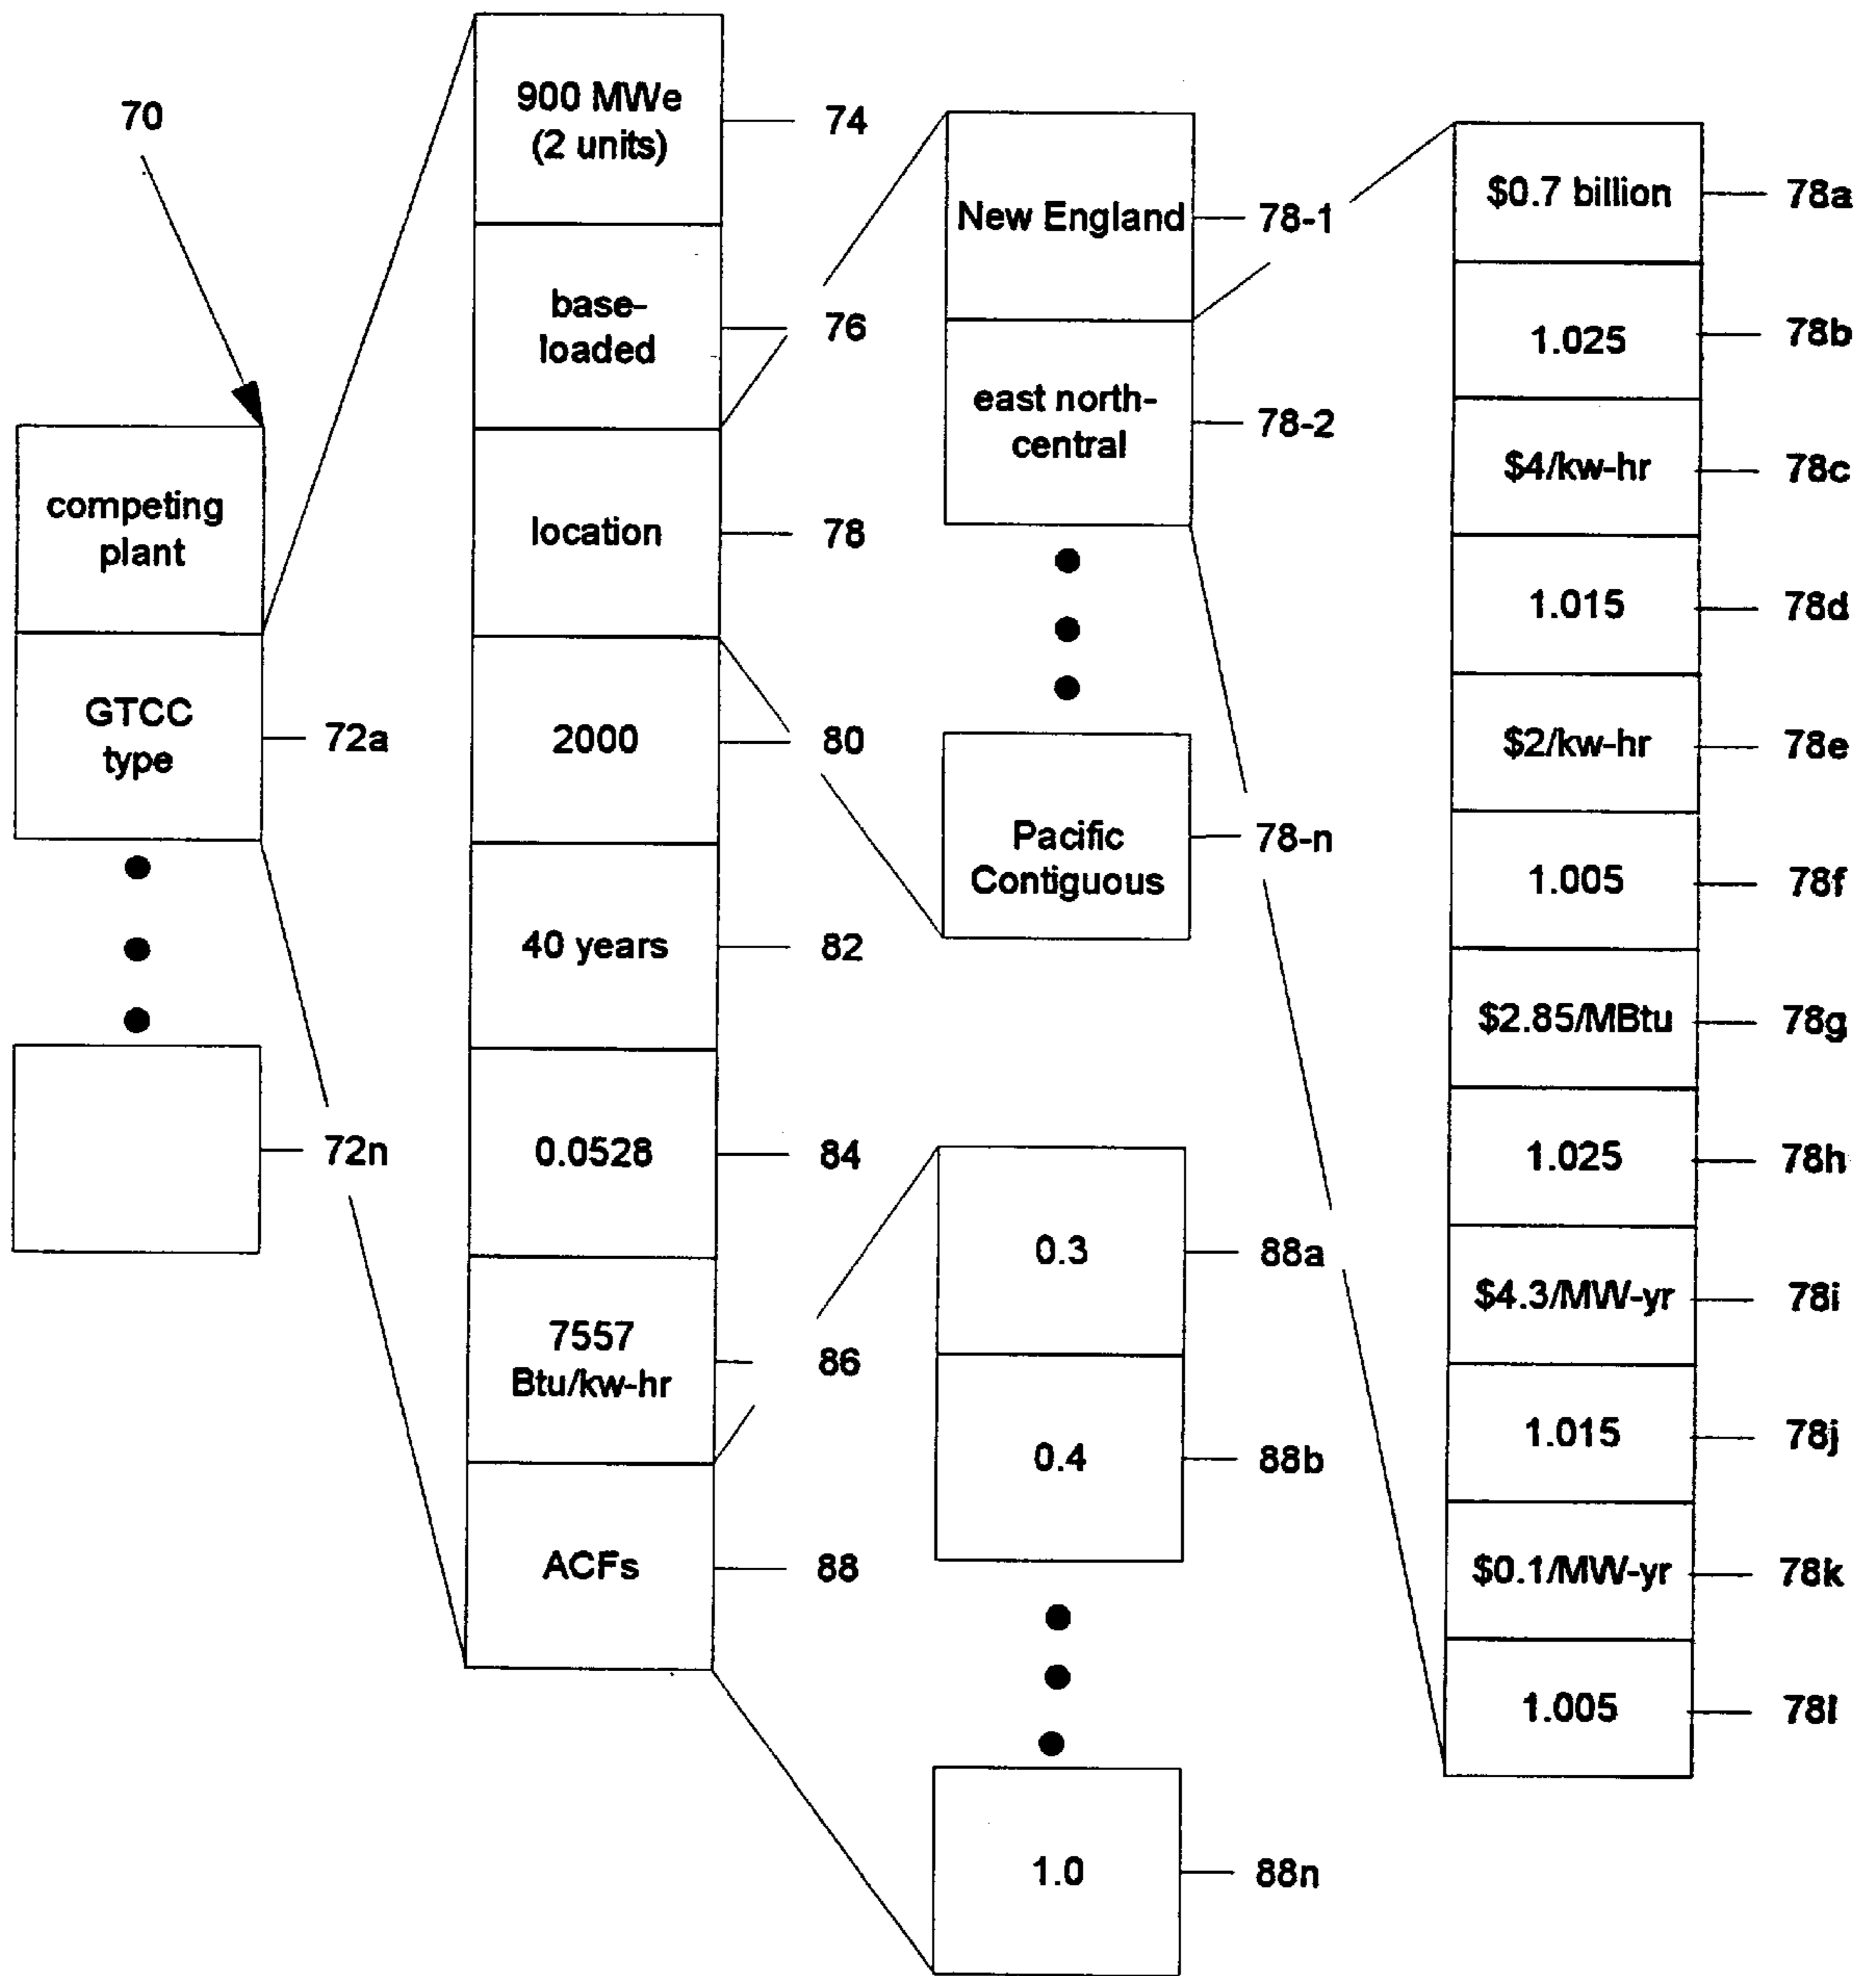 70
competing
plant
GTCC
type
72a
72n
900 MWe
(2 units)
74
base-
loaded
76
location
78
2000
80
40 years
82
0.0528
84
7557
Btu/kw-hr
86
ACFs
88
New England
78-1
east north-
central
78-2
Pacific
Contiguous
78-n
0.3
88a
0.4
88b
1.0
88n
$0.7 billion
78a
1.025
78b
$4/kw-hr
78c
1.015
78d
$2/kw-hr
78e
1.005
78f
$2.85/MBtu
78g
1.025
78h
$4.3/MW-yr
78i
1.015
78j
$0.1/MW-yr
78k
1.005
78l